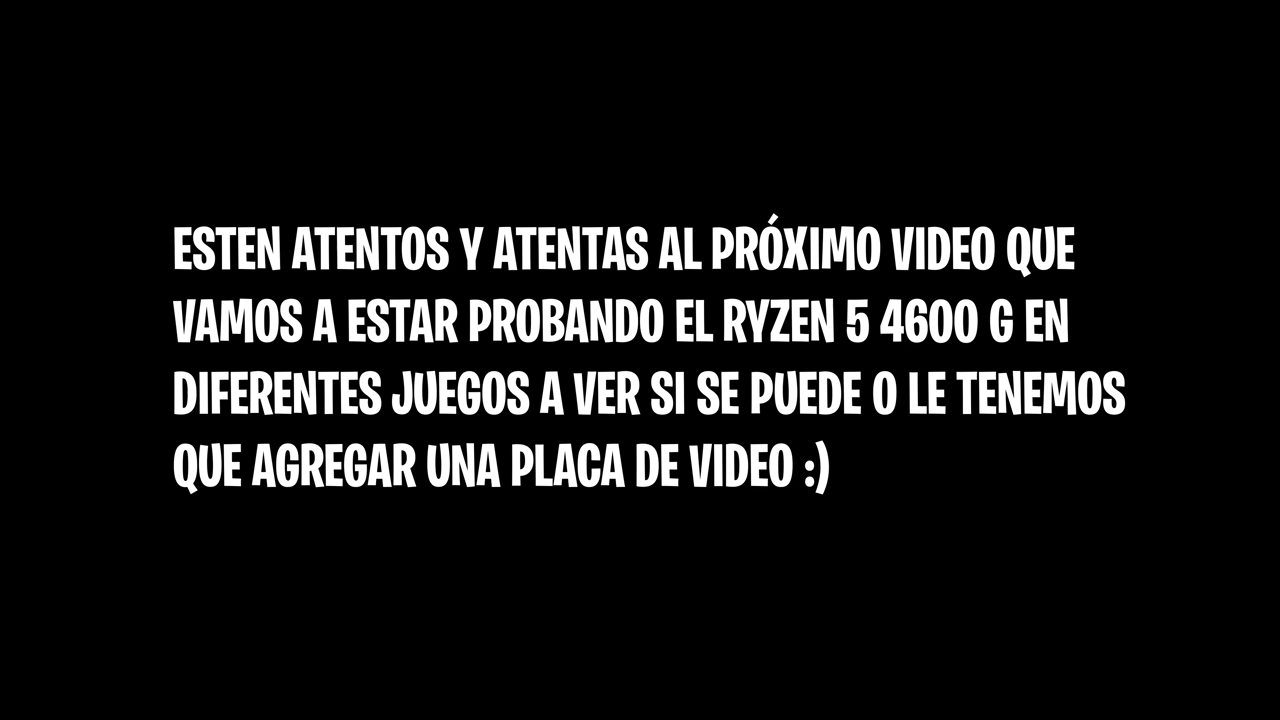 ESTEN ATENTOS Y ATENTAS AL PRÓXIMO VIDEO QUE
VAMOS A ESTAR PROBANDO EL RYZEN 5 4600 G EN
DIFERENTES JUEGOS A VER SI SE PUEDE O LE TENEMOS
QUE AGREGAR UNA PLACA DE VIDEO :)